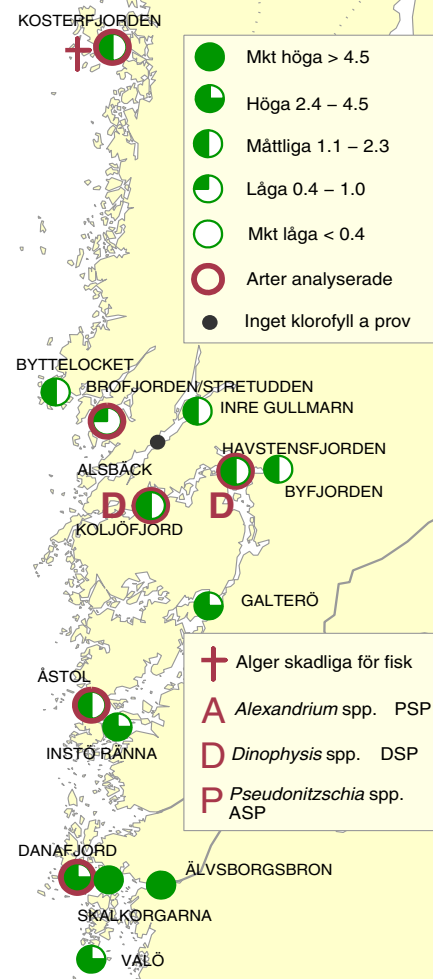 KOSTERFJORDEN
Mkt höga > 4.5
Höga 2.4 – 4.5
Måttliga 1.1 – 2.3
Låga 0.4 – 1.0
Mkt låga < 0.4
Arter analyserade
Inget klorofyll a prov
BYTTELOCKET
BROFJORDEN/STRETUDDEN
INRE GULLMARN
HAVSTENSFJORDEN
ALSBÄCK
BYFJORDEN
D
D
KOLJÖFJORD
GALTERÖ
Alger skadliga för fisk
ÅSTOL
A Alexandrium spp. PSP
INSTÖ RÄNNA
D Dinophysis spp. DSP
P Pseudonitzschia spp.
ASP
DANAFJORD
ÄLVSBORGSBRON
SKALKORGARNA
VALÖ